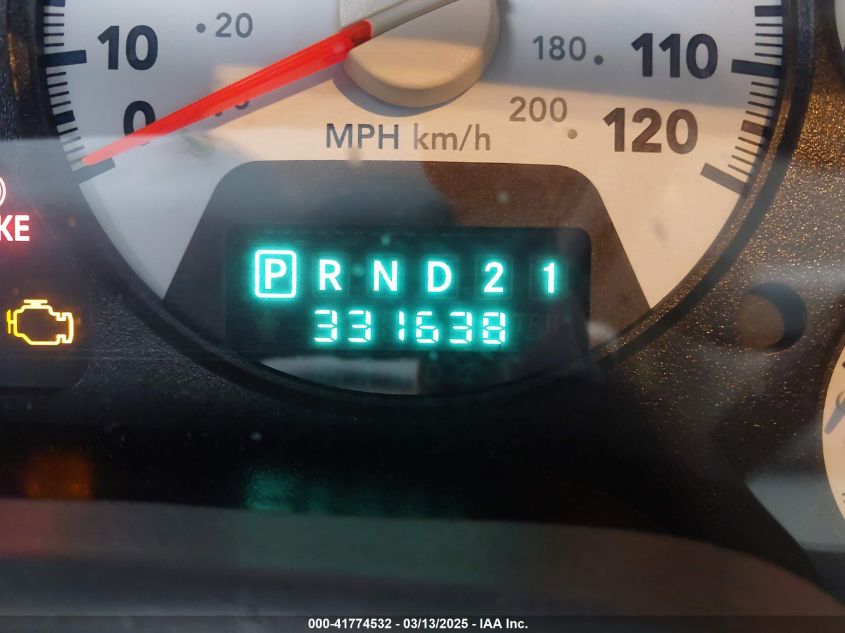 10 20 180 110
0 200 120
MPH km/h
KE
P R N D 2 1
331638
000-41774532 - 03/13/2025 - IAA Inc.